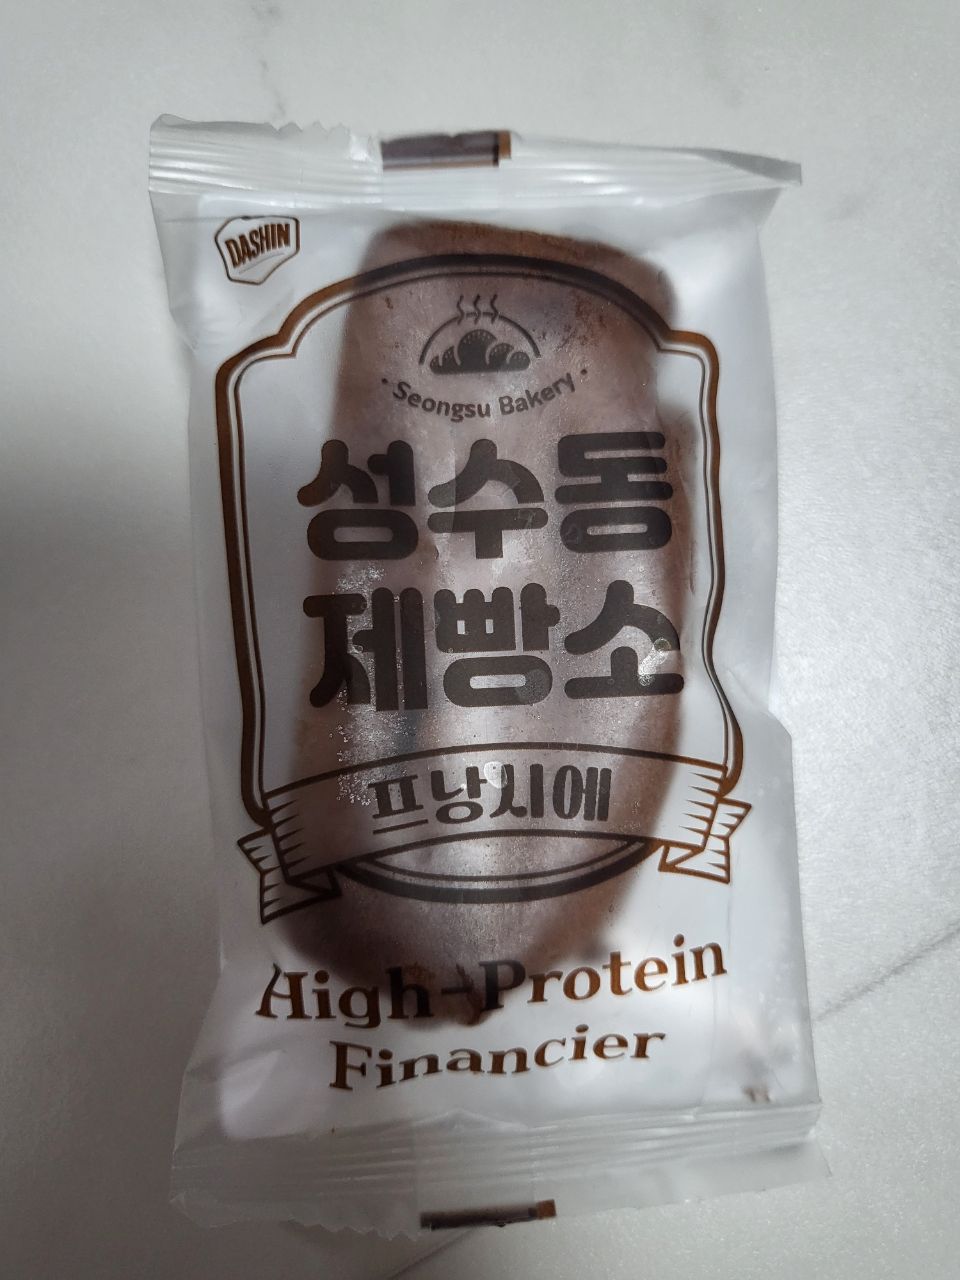 DASHIN
· Seongsu Bakery ·
성수동
제빵소
프낭시에
High-Protein
Financier